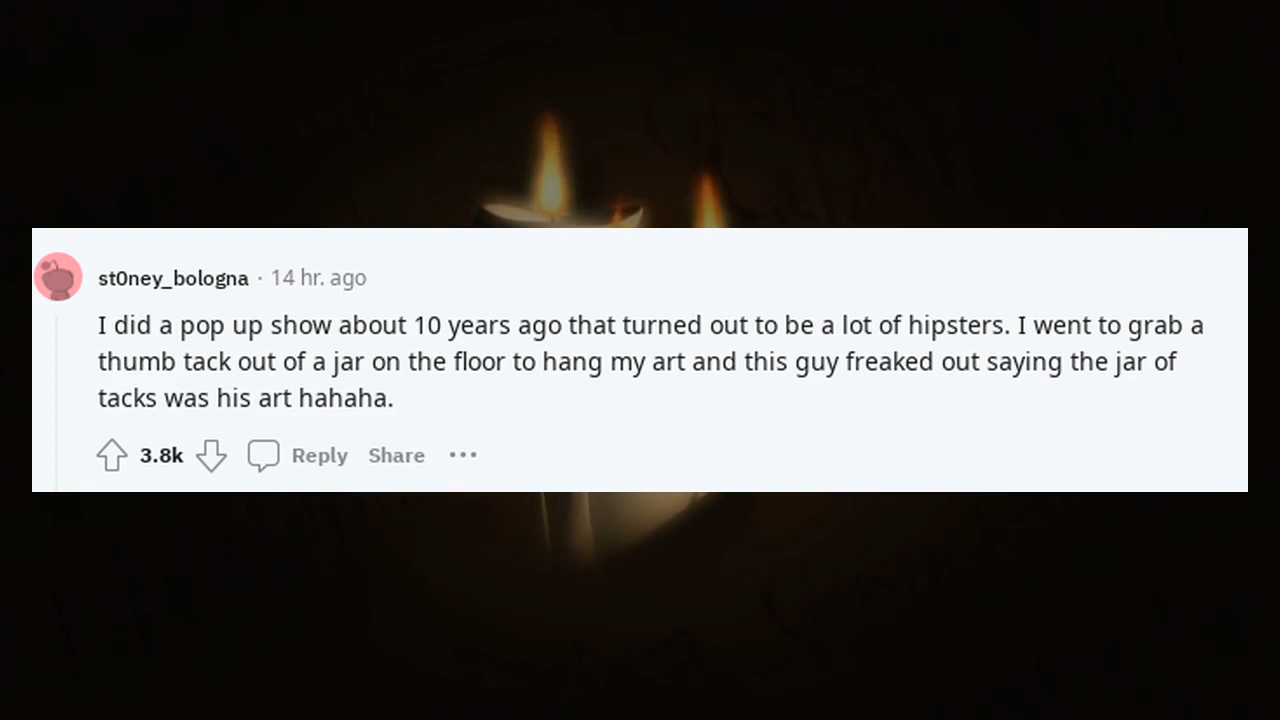 st0ney_bologna · 14 hr. ago
I did a pop up show about 10 years ago that turned out to be a lot of hipsters. I went to grab a
thumb tack out of a jar on the floor to hang my art and this guy freaked out saying the jar of
tacks was his art hahaha.
3.8k Reply Share